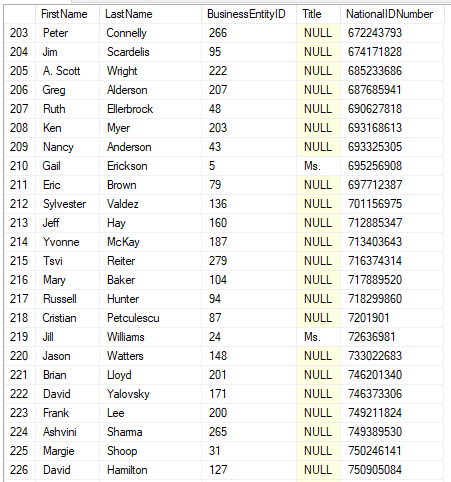 FirstName LastName BusinessEntityID Title NationalIDNumber
203 Peter Connelly 266 NULL 672243793
204 Jim Scardelis 95 NULL 674171828
205 A. Scott Wright 222 NULL 685233686
206 Greg Alderson 207 NULL 687685941
207 Ruth Ellerbrock 48 NULL 690627818
208 Ken Myer 203 NULL 693168613
209 Nancy Anderson 43 NULL 693325305
210 Gail Erickson 5 Ms. 695256908
211 Eric Brown 79 NULL 697712387
212 Sylvester Valdez 136 NULL 701156975
213 Jeff Hay 160 NULL 712885347
214 Yvonne McKay 187 NULL 713403643
215 Tsvi Reiter 279 NULL 716374314
216 Mary Baker 104 NULL 717889520
217 Russell Hunter 94 NULL 718299860
218 Cristian Petculescu 87 NULL 7201901
219 Jill Williams 24 Ms. 72636981
220 Jason Watters 148 NULL 733022683
221 Brian Lloyd 201 NULL 746201340
222 David Yalovsky 171 NULL 746373306
223 Frank Lee 200 NULL 749211824
224 Ashvini Sharma 265 NULL 749389530
225 Margie Shoop 31 NULL 750246141
226 David Hamilton 127 NULL 750905084